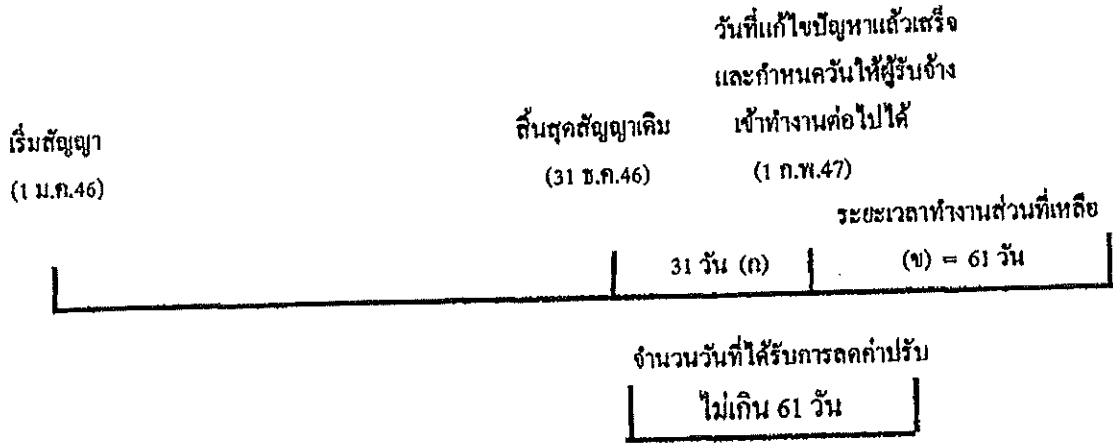 วันที่แก้ไขปัญหาแล้วเสร็จ
และกำหนดวันให้ผู้รับจ้าง
เริ่มสัญญา
สิ้นสุดสัญญาเดิม
เข้าทำงานต่อไปได้
(1 ม.ค.46)
(31 ธ.ค.46)
(1 ก.พ.47)
ระยะเวลาทำงานส่วนที่เหลือ
31 วัน (ก)
(ข) = 61 วัน
จำนวนวันที่ได้รับการลดค่าปรับ
ไม่เกิน 61 วัน